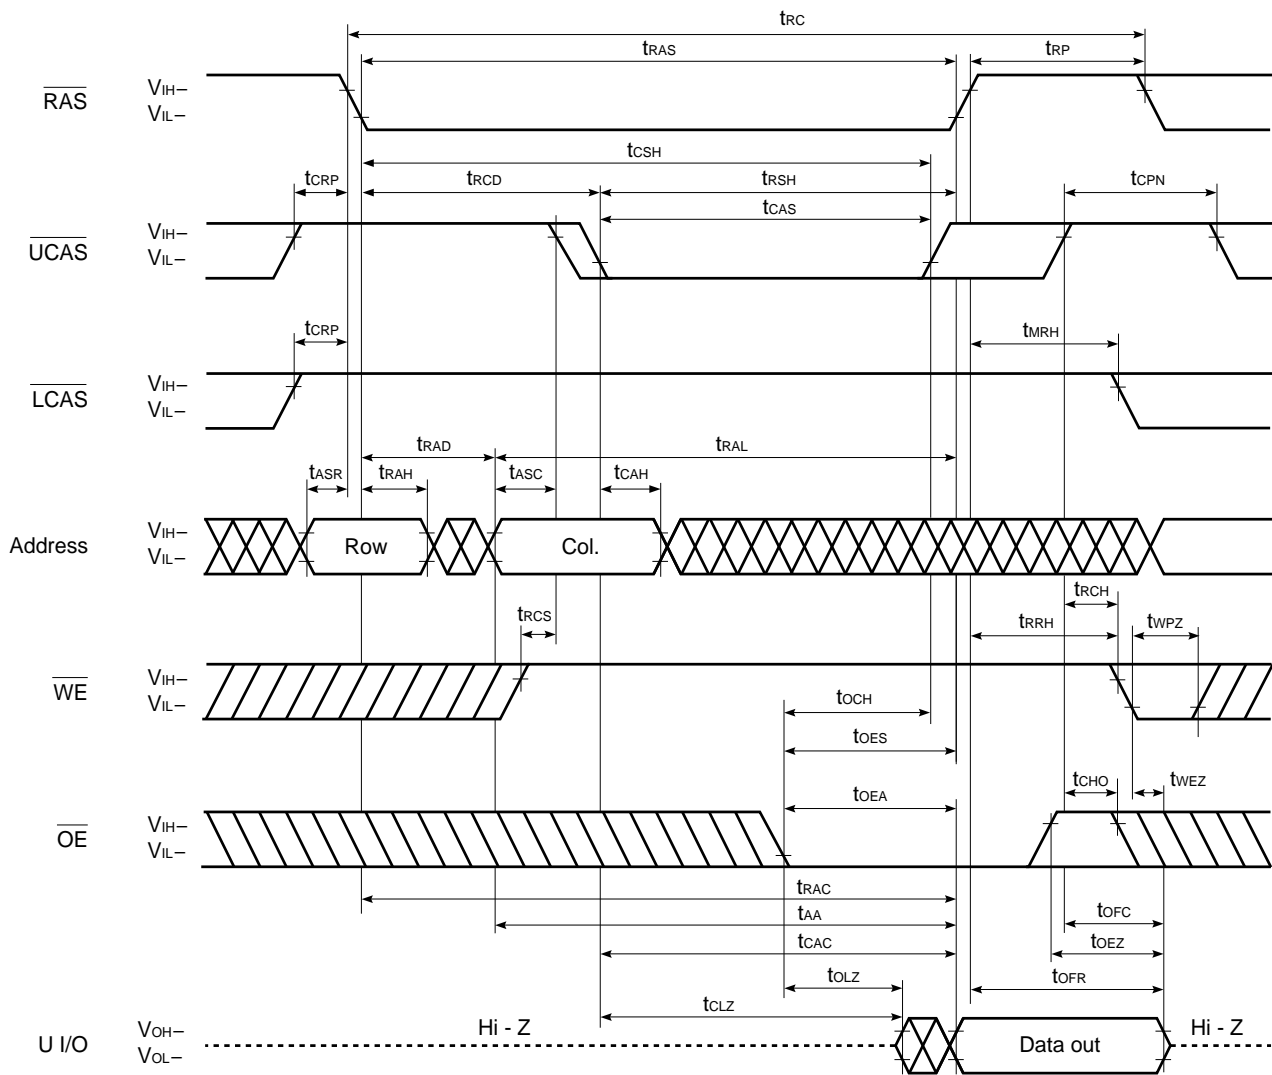 tRC
tRAS tRP
RAS VIH–
VIL–
tCSH
tCRP tRCD tRSH tCPN
tCAS
UCAS VIH–
VIL–
tCRP tMRH
LCAS VIH–
VIL–
tRAD tRAL
tASR tRAH tASC tCAH
Address VIH–
VIL–
Row Col.
tRCH
tRCS tRRH tWPZ
WE VIH–
VIL–
tOCH
tOES
tCHO tWEZ
tOEA
OE VIH–
VIL–
tRAC
tAA tOFC
tCAC tOEZ
tOLZ tOFR
tCLZ
U I/O VOH–
VOL–
Hi - Z Data out Hi - Z